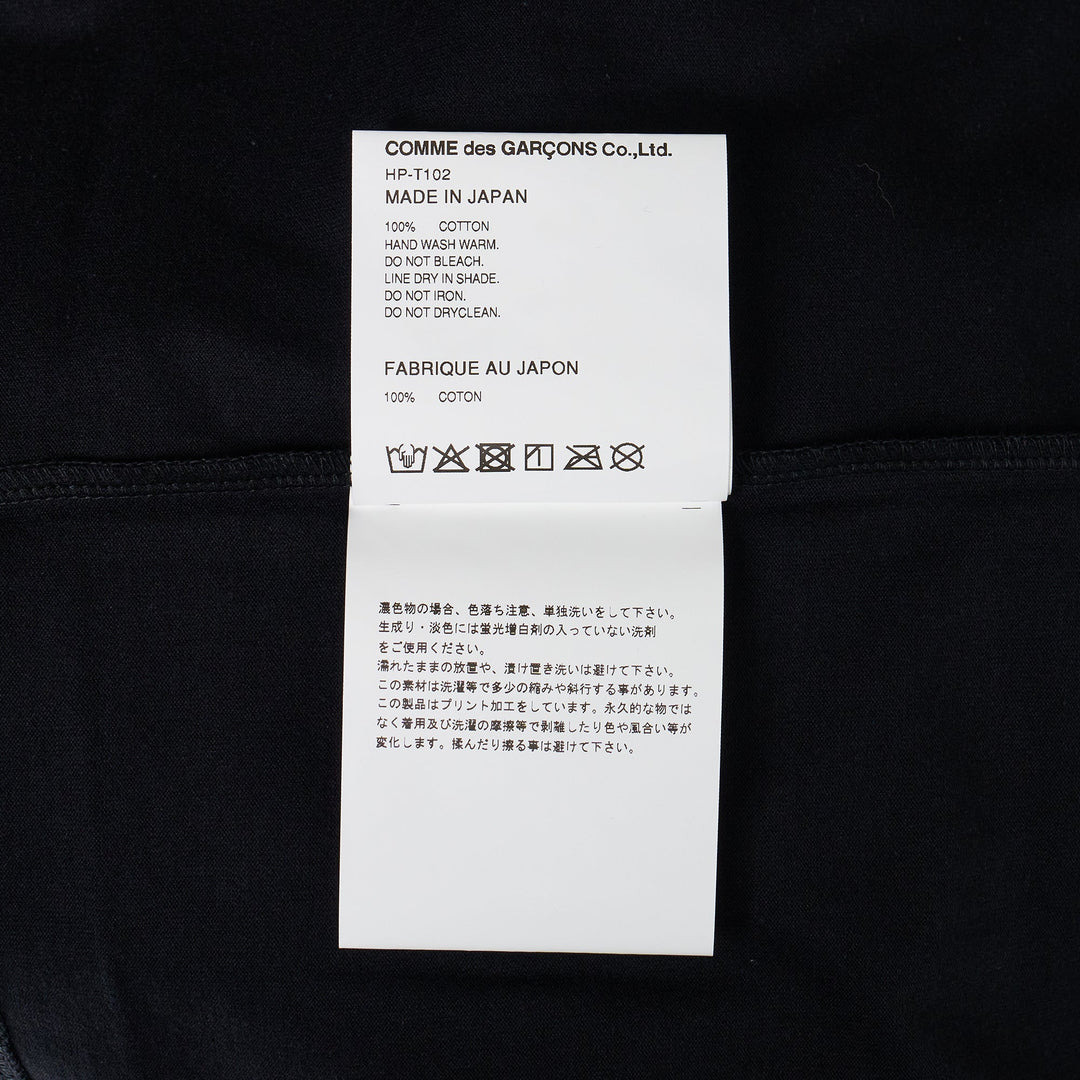 COMME des GARÇONS Co.,Ltd.
HP-T102
MADE IN JAPAN
100% COTTON
HAND WASH WARM.
DO NOT BLEACH.
LINE DRY IN SHADE.
DO NOT IRON.
DO NOT DRYCLEAN.
FABRIQUE AU JAPON
100% COTON
濃色物の場合、色落ち注意、単独洗いをして下さい。
生成り・淡色には蛍光増白剤の入っていない洗剤
をご使用ください。
濡れたままの放置や、漬け置き洗いは避けて下さい。
この素材は洗濯等で多少の縮みや斜行する事があります。
この製品はプリント加工をしています。永久的な物では
なく着用及び洗濯の摩擦等で剥離したり色や風合い等が
変化します。揉んだり擦る事は避けて下さい。